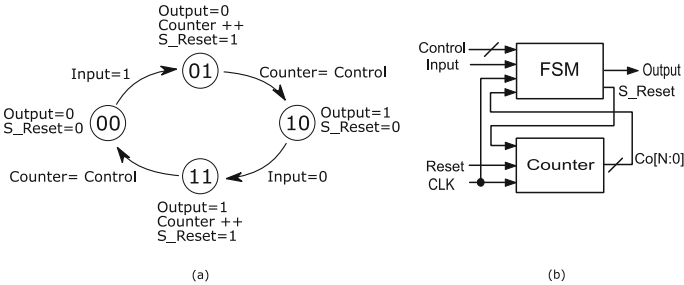 Output=0
Counter ++
S_Reset=1
01
Input=1
Counter= Control
Output=0
S_Reset=0
00
10
Output=1
S_Reset=0
Counter= Control
11
Input=0
Output=1
Counter ++
S_Reset=1
(a)
Control
Input
FSM
Output
S_Reset
Reset
CLK
Counter
Co[N:0]
(b)